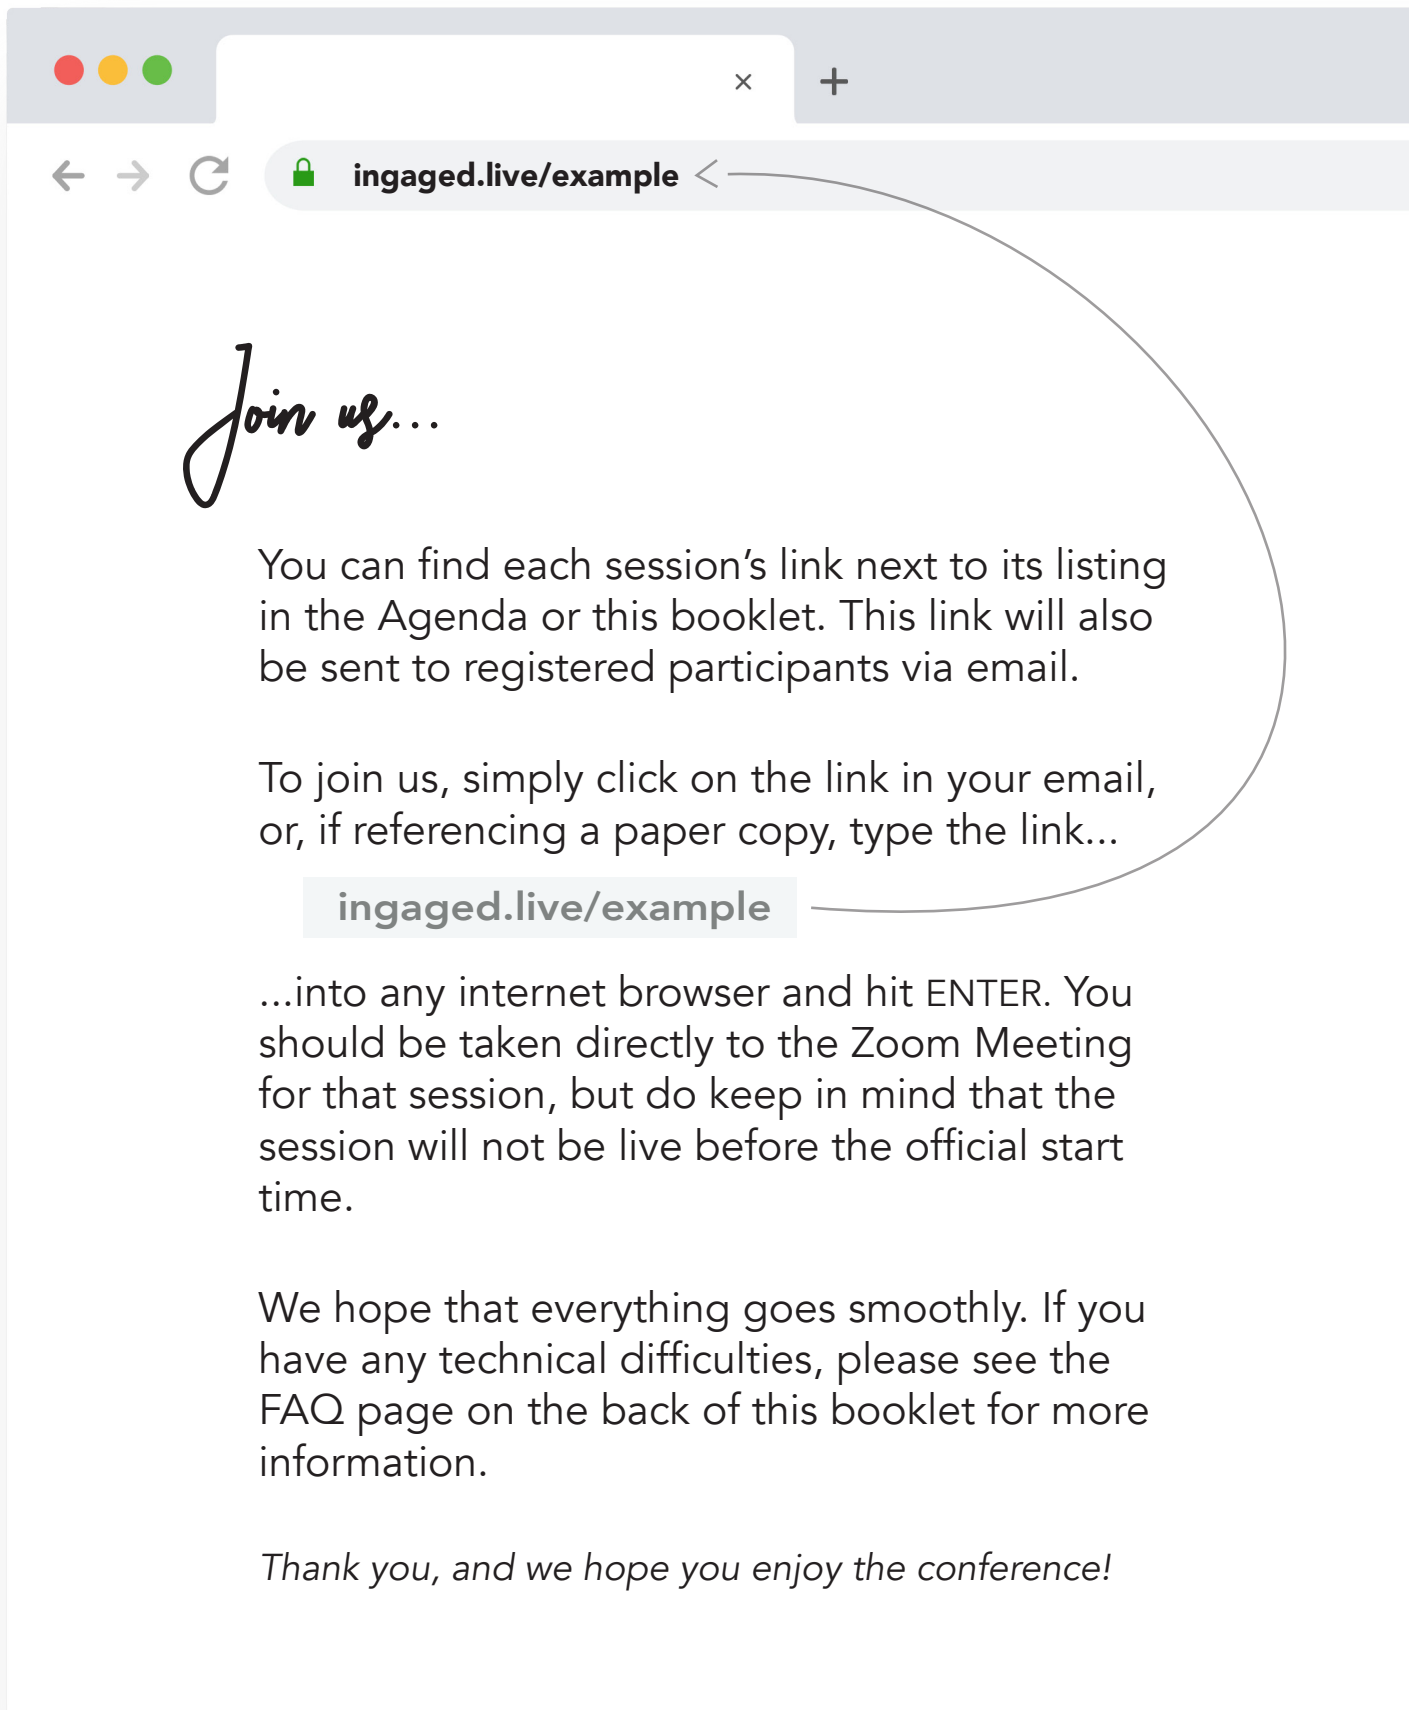 ingaged.live/example
Join us...
You can find each session’s link next to its listing
in the Agenda or this booklet. This link will also
be sent to registered participants via email.
To join us, simply click on the link in your email,
or, if referencing a paper copy, type the link...
ingaged.live/example
...into any internet browser and hit ENTER. You
should be taken directly to the Zoom Meeting
for that session, but do keep in mind that the
session will not be live before the official start
time.
We hope that everything goes smoothly. If you
have any technical difficulties, please see the
FAQ page on the back of this booklet for more
information.
Thank you, and we hope you enjoy the conference!